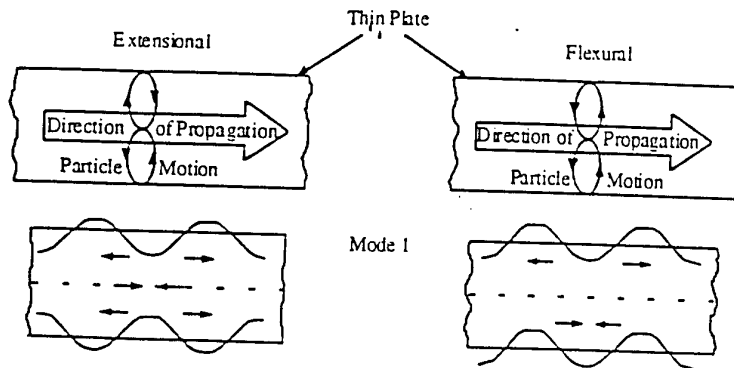 Thin Plate
Extensional
Flexural
Direction of Propagation
Particle Motion
Direction of Propagation
Particle Motion
Mode 1